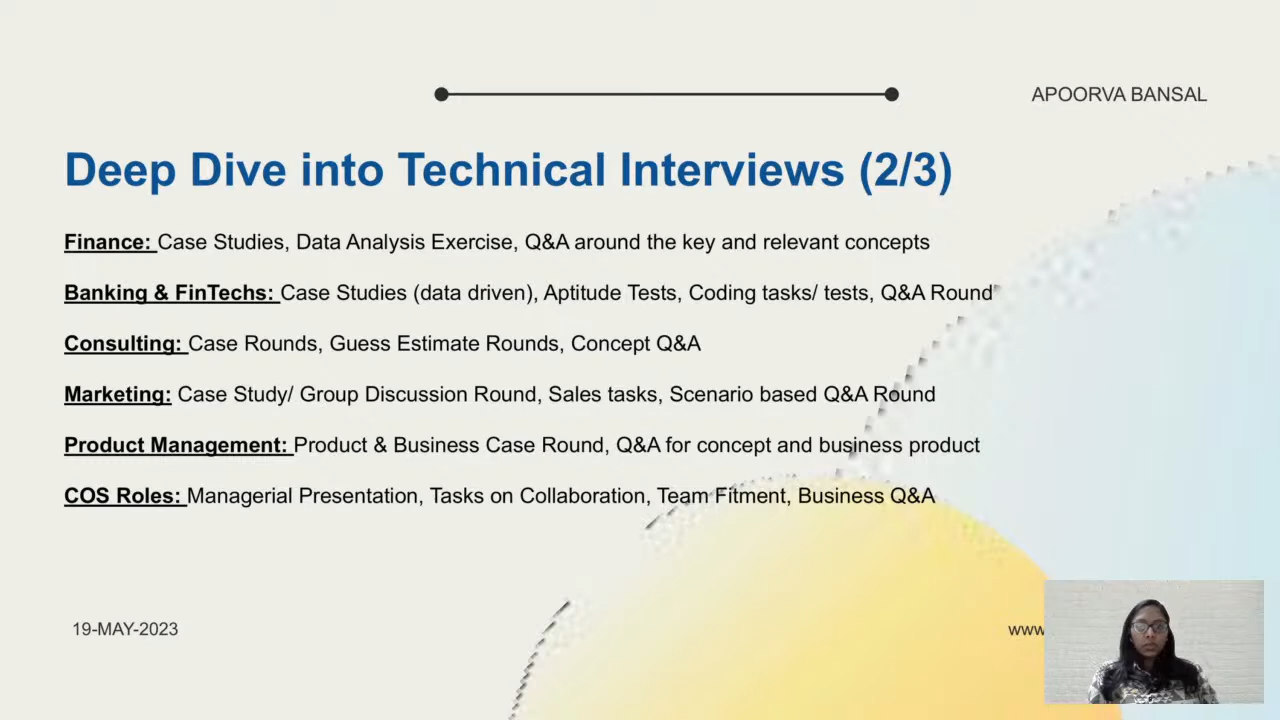 APOORVA BANSAL
Deep Dive into Technical Interviews (2/3)
Finance: Case Studies, Data Analysis Exercise, Q&A around the key and relevant concepts
Banking & FinTechs: Case Studies (data driven), Aptitude Tests, Coding tasks/ tests, Q&A Round
Consulting: Case Rounds, Guess Estimate Rounds, Concept Q&A
Marketing: Case Study/ Group Discussion Round, Sales tasks, Scenario based Q&A Round
Product Management: Product & Business Case Round, Q&A for concept and business product
COS Roles: Managerial Presentation, Tasks on Collaboration, Team Fitment, Business Q&A
19-MAY-2023
www